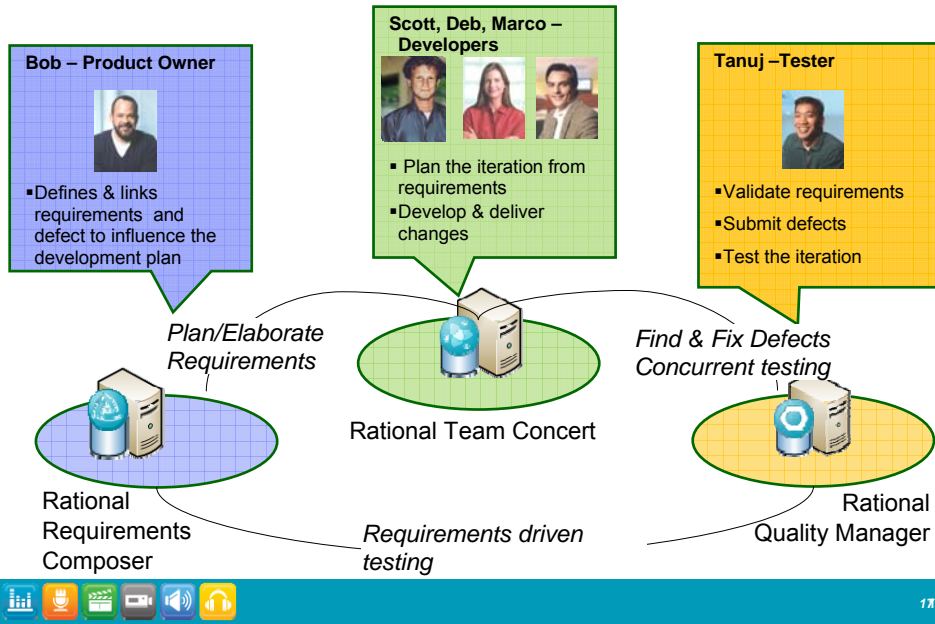 Bob – Product Owner
▪Defines & links
requirements and
defect to influence the
development plan
Scott, Deb, Marco –
Developers
▪ Plan the iteration from
requirements
▪Develop & deliver
changes
Tanuj –Tester
▪Validate requirements
▪Submit defects
▪Test the iteration
Plan/Elaborate
Requirements
Find & Fix Defects
Concurrent testing
Rational Team Concert
Rational
Requirements
Composer
Requirements driven
testing
Rational
Quality Manager